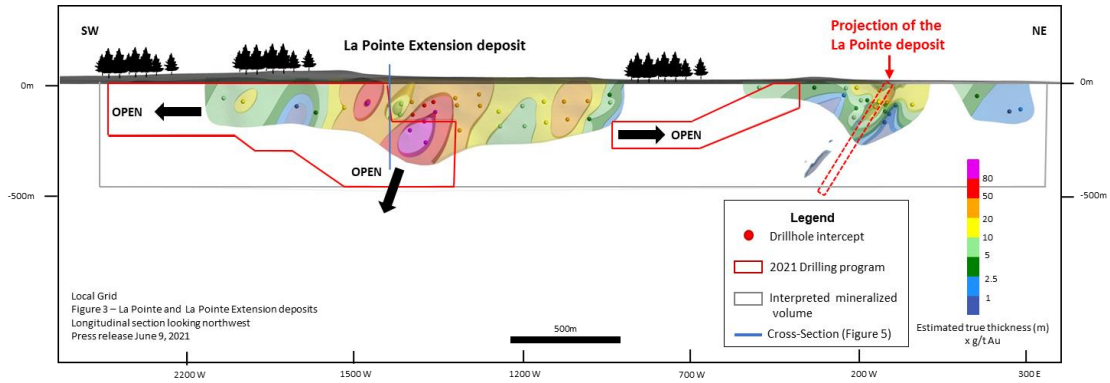 SW
La Pointe Extension deposit
Projection of the
La Pointe deposit
NE
0m
0m
OPEN
OPEN
OPEN
-500m
-500m
80
50
20
10
5
2.5
1
Estimated true thickness (m)
x g/t Au
Legend
Drillhole intercept
2021 Drilling program
Interpreted mineralized
volume
Cross-Section (Figure 5)
Local Grid
Figure 3 – La Pointe and La Pointe Extension deposits
Longitudinal section looking northwest
Press release June 9, 2021
500m
2200 W
1500 W
1200 W
700 W
200 W
300 E